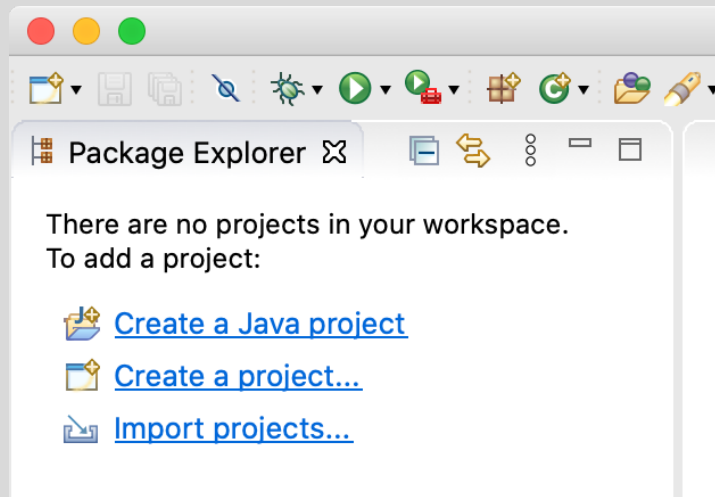 Package Explorer
There are no projects in your workspace.
To add a project:
Create a Java project
Create a project...
Import projects...